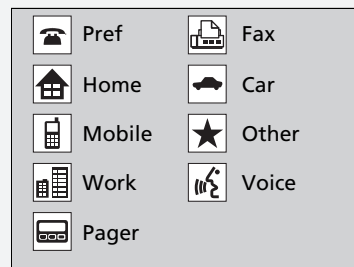 Pref Fax
Home Car
Mobile Other
Work Voice
Pager